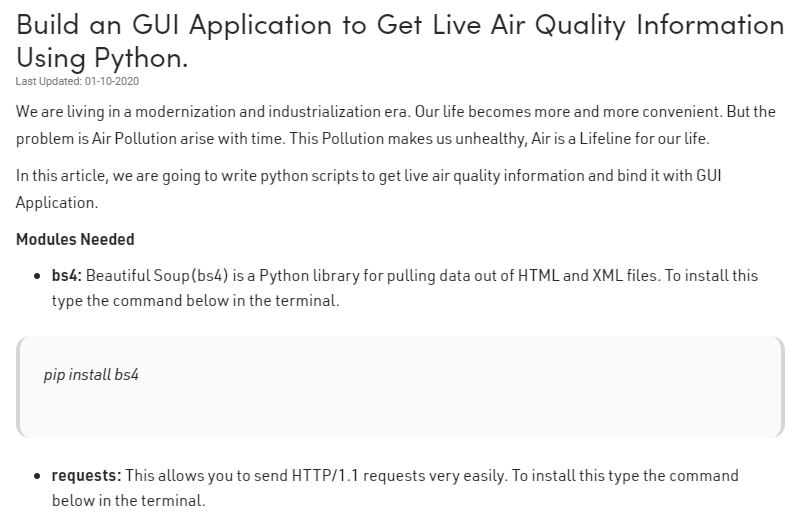 Build an GUI Application to Get Live Air Quality Information
Using Python.
Last Updated: 01-10-2020
We are living in a modernization and industrialization era. Our life becomes more and more convenient. But the
problem is Air Pollution arise with time. This Pollution makes us unhealthy, Air is a Lifeline for our life.
In this article, we are going to write python scripts to get live air quality information and bind it with GUI
Application.
Modules Needed
• bs4: Beautiful Soup(bs4) is a Python library for pulling data out of HTML and XML files. To install this
type the command below in the terminal.
pip install bs4
• requests: This allows you to send HTTP/1.1 requests very easily. To install this type the command
below in the terminal.